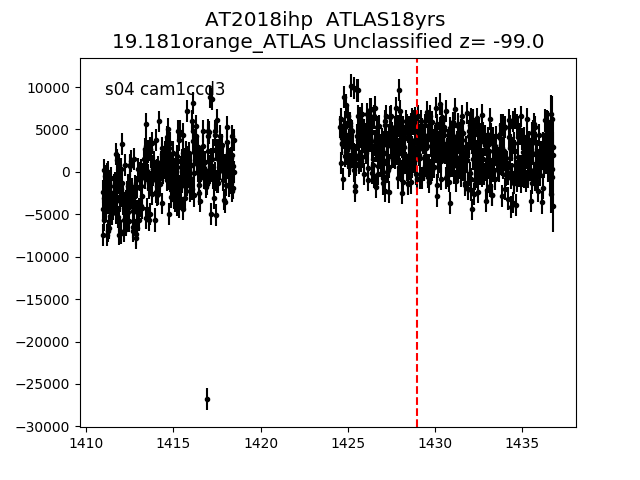 AT2018ihp  ATLAS18yrs
19.181orange_ATLAS Unclassified z= -99.0
s04 cam1ccd3
10000
5000
0
−5000
−10000
−15000
−20000
−25000
−30000
1410 1415 1420 1425 1430 1435